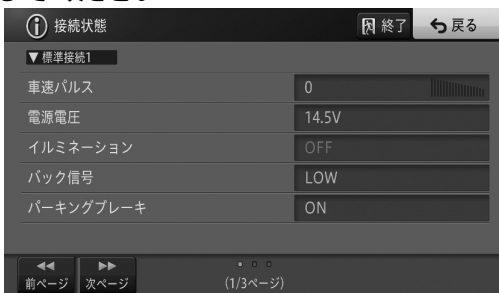 接続状態 終了 戻る
▼標準接続1
車速パルス 0
電源電圧 14.5V
イルミネーション OFF
バック信号 LOW
パーキングブレーキ ON
前ページ 次ページ (1/3ページ)